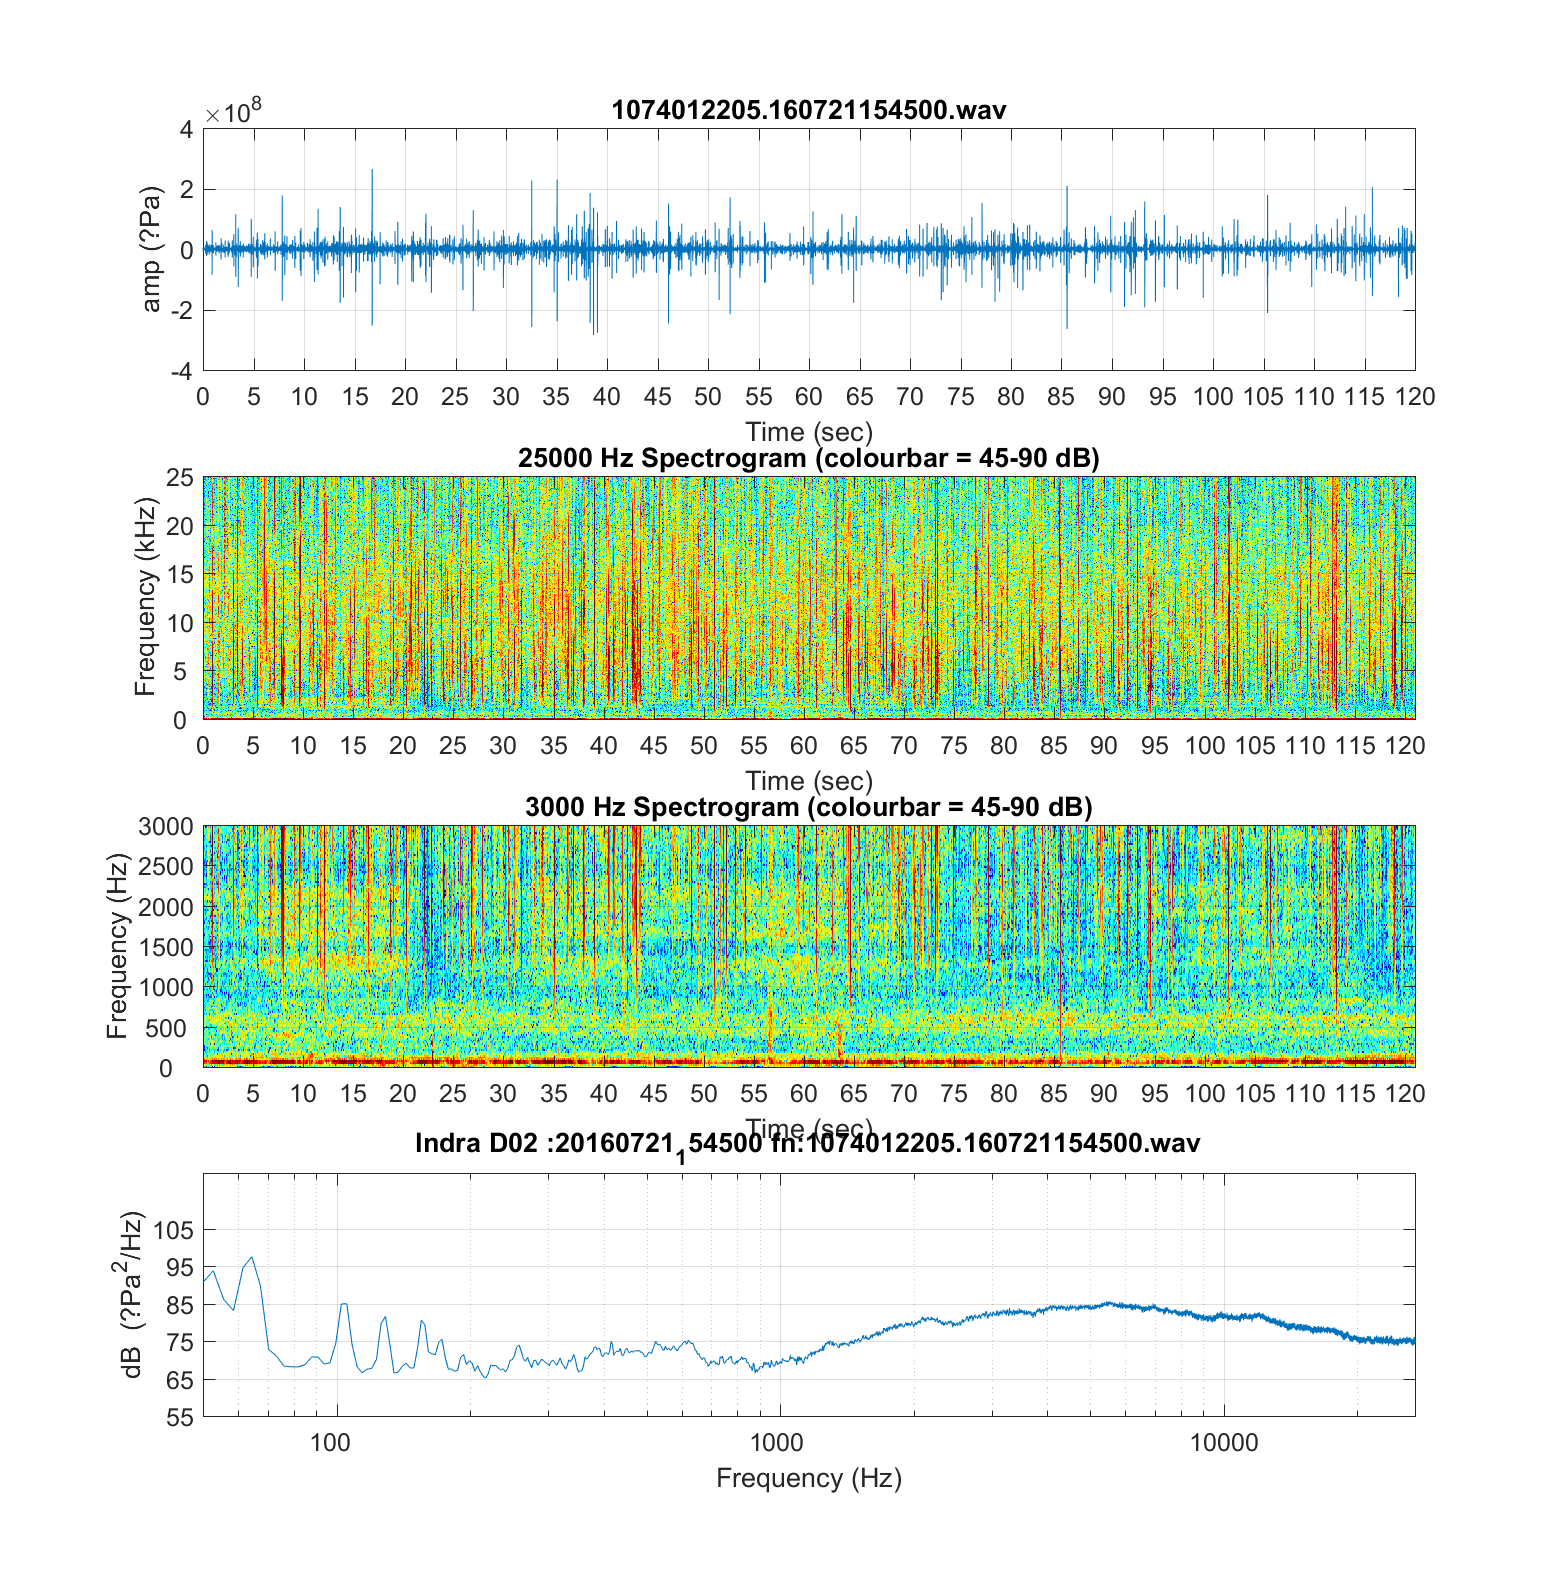 ×10⁸
1074012205.160721154500.wav
4
2
0
-2
-4
amp (?Pa)
0 5 10 15 20 25 30 35 40 45 50 55 60 65 70 75 80 85 90 95 100 105 110 115 120
Time (sec)
25000 Hz Spectrogram (colourbar = 45-90 dB)
25
20
15
10
5
0
Frequency (kHz)
0 5 10 15 20 25 30 35 40 45 50 55 60 65 70 75 80 85 90 95 100 105 110 115 120
Time (sec)
3000 Hz Spectrogram (colourbar = 45-90 dB)
3000
2500
2000
1500
1000
500
0
Frequency (Hz)
0 5 10 15 20 25 30 35 40 45 50 55 60 65 70 75 80 85 90 95 100 105 110 115 120
Time (sec)
Indra D02 :20160721₁54500 fn:1074012205.160721154500.wav
105
95
85
75
65
55
dB (?Pa²/Hz)
100 1000 10000
Frequency (Hz)